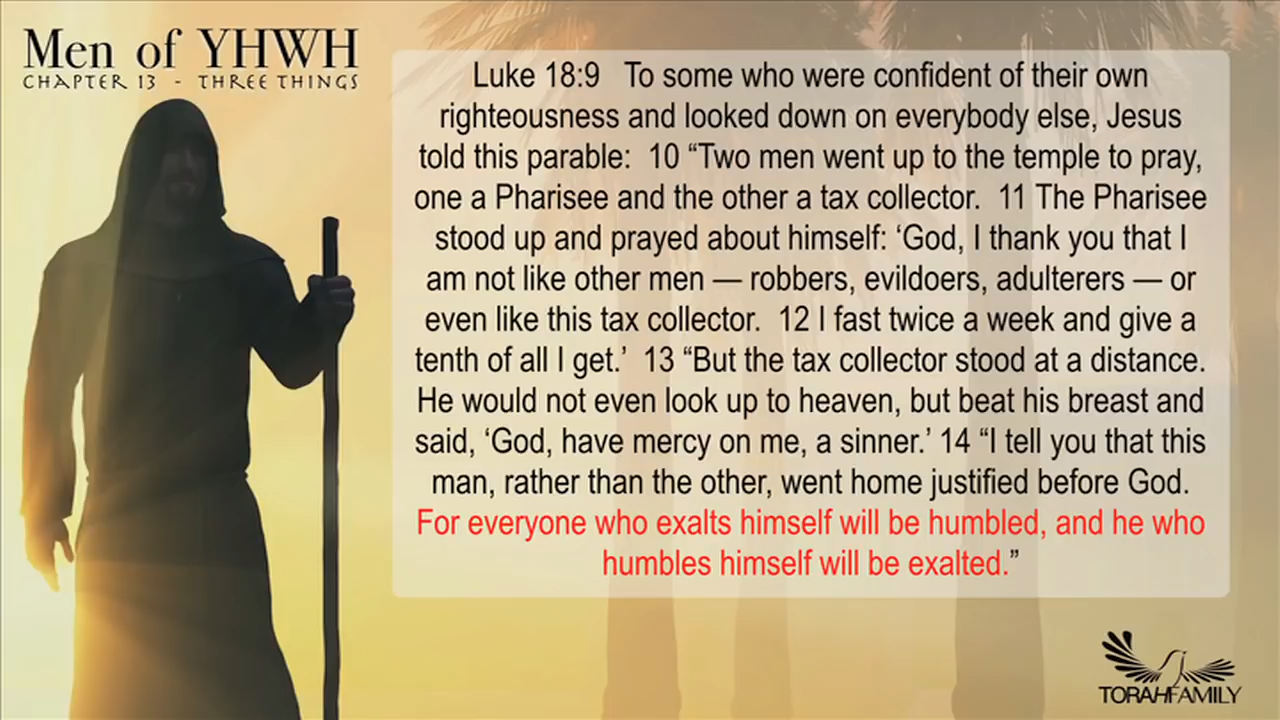 Men of YHWH
CHAPTER 13 - THREE THINGS
Luke 18:9   To some who were confident of their own
righteousness and looked down on everybody else, Jesus
told this parable:  10 “Two men went up to the temple to pray,
one a Pharisee and the other a tax collector.  11 The Pharisee
stood up and prayed about himself: ‘God, I thank you that I
am not like other men — robbers, evildoers, adulterers — or
even like this tax collector.  12 I fast twice a week and give a
tenth of all I get.’  13 “But the tax collector stood at a distance.
He would not even look up to heaven, but beat his breast and
said, ‘God, have mercy on me, a sinner.’ 14 “I tell you that this
man, rather than the other, went home justified before God.
For everyone who exalts himself will be humbled, and he who
humbles himself will be exalted.”
TORAHFAMILY